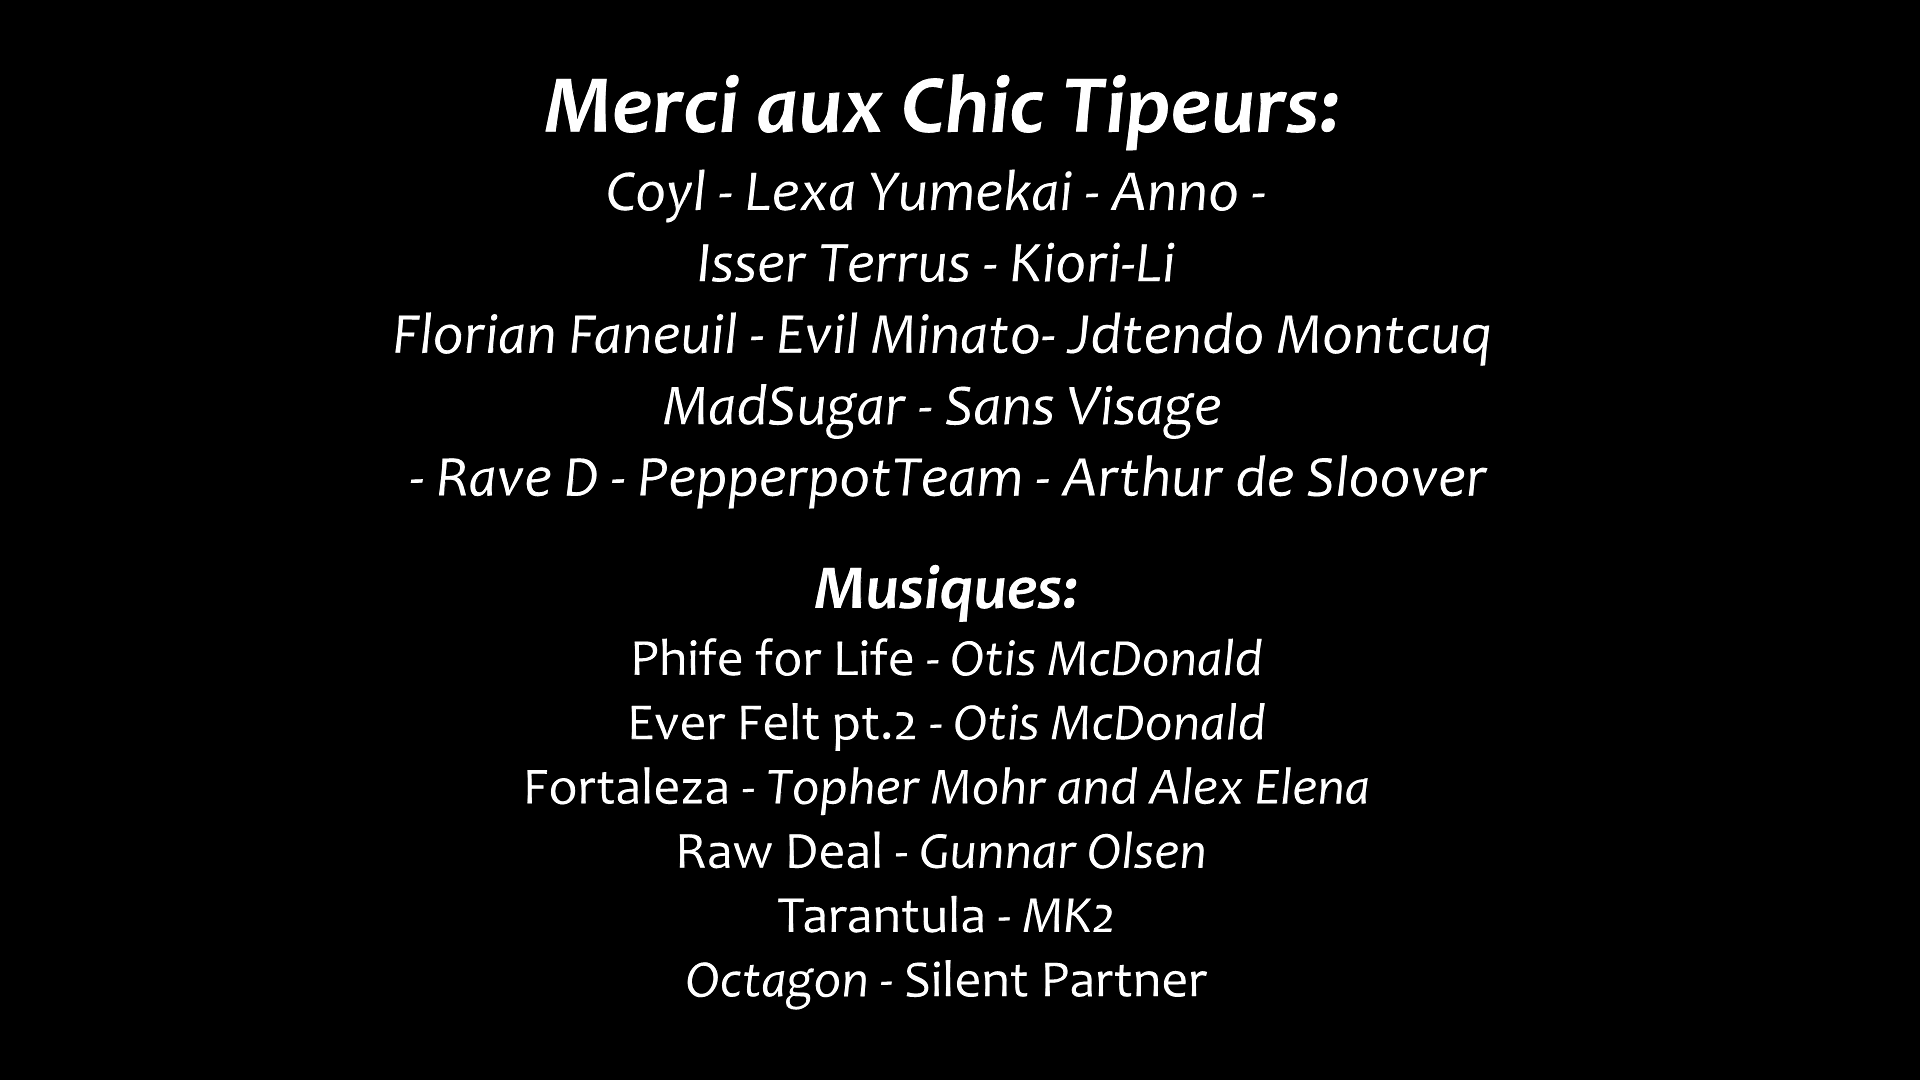 Merci aux Chic Tipeurs:
Coyl - Lexa Yumekai - Anno -
Isser Terrus - Kiori-Li
Florian Faneuil - Evil Minato- Jdtendo Montcuq
MadSugar - Sans Visage
- Rave D - PepperpotTeam - Arthur de Sloover
Musiques:
Phife for Life - Otis McDonald
Ever Felt pt.2 - Otis McDonald
Fortaleza - Topher Mohr and Alex Elena
Raw Deal - Gunnar Olsen
Tarantula - MK2
Octagon - Silent Partner